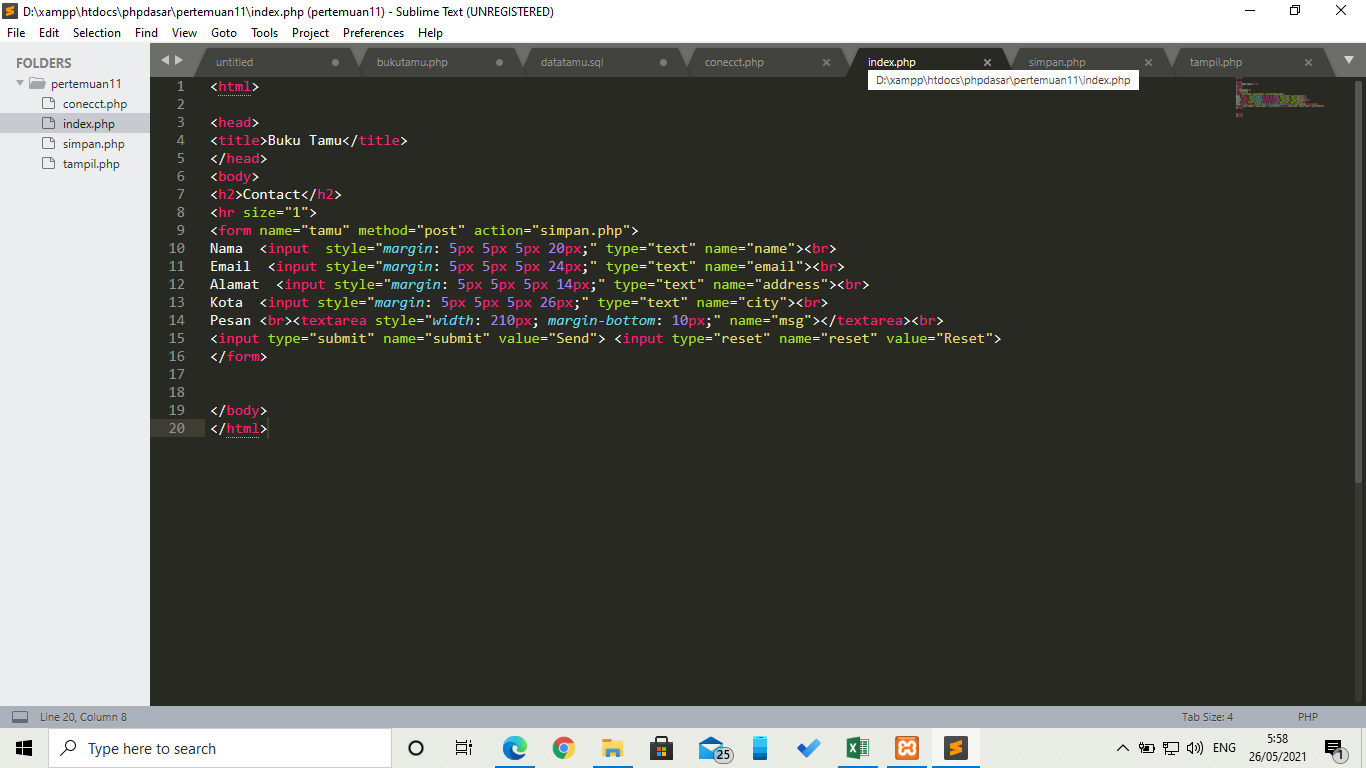 D:\xampp\htdocs\phpdasar\pertemuan11\index.php (pertemuan11) - Sublime Text (UNREGISTERED)
File Edit Selection Find View Goto Tools Project Preferences Help
FOLDERS
pertemuan11
conecct.php
index.php
simpan.php
tampil.php
untitled bukutamu.php datatamu.sql conecct.php index.php simpan.php tampil.php
D:\xampp\htdocs\phpdasar\pertemuan11\index.php
1 <html>
2
3 <head>
4 <title>Buku Tamu</title>
5 </head>
6 <body>
7 <h2>Contact</h2>
8 <hr size="1">
9 <form name="tamu" method="post" action="simpan.php">
10 Nama  <input  style="margin: 5px 5px 5px 20px;" type="text" name="name"><br>
11 Email  <input style="margin: 5px 5px 5px 24px;" type="text" name="email"><br>
12 Alamat  <input style="margin: 5px 5px 5px 14px;" type="text" name="address"><br>
13 Kota  <input style="margin: 5px 5px 5px 26px;" type="text" name="city"><br>
14 Pesan <br><textarea style="width: 210px; margin-bottom: 10px;" name="msg"></textarea><br>
15 <input type="submit" name="submit" value="Send"> <input type="reset" name="reset" value="Reset">
16 </form>
17
18
19 </body>
20 </html>
Line 20, Column 8 Tab Size: 4 PHP
Type here to search
25
ENG
5:58
26/05/2021
1